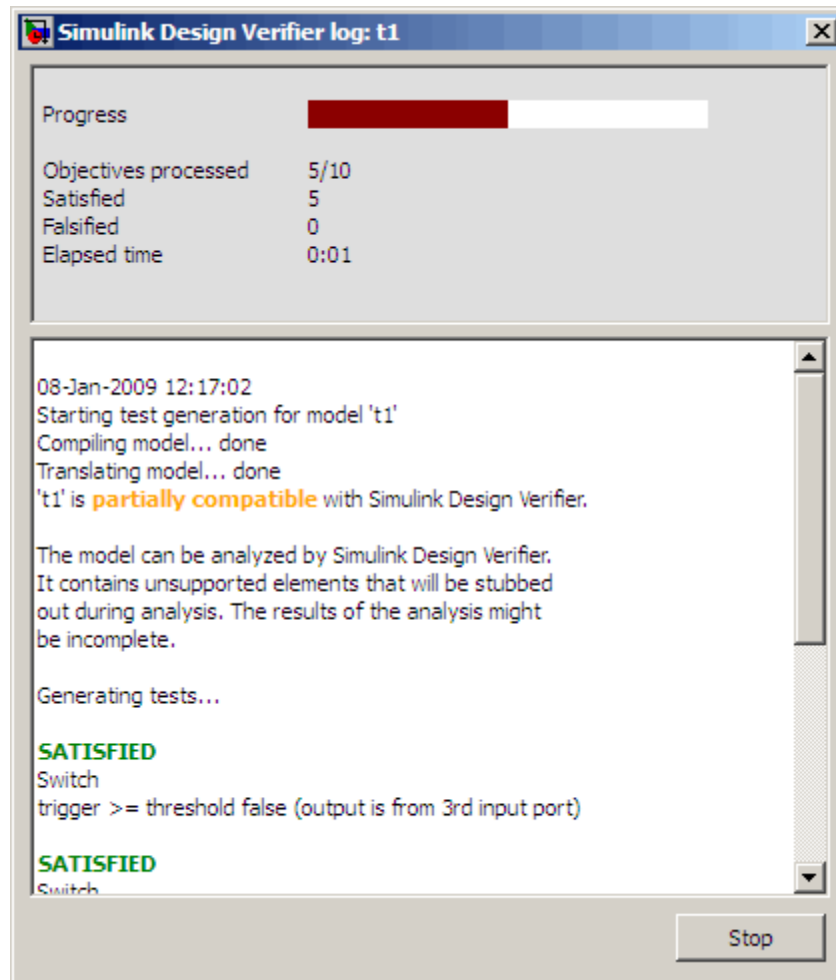 Simulink Design Verifier log: t1
Progress
Objectives processed 5/10
Satisfied 5
Falsified 0
Elapsed time 0:01
08-Jan-2009 12:17:02
Starting test generation for model 't1'
Compiling model... done
Translating model... done
't1' is partially compatible with Simulink Design Verifier.
The model can be analyzed by Simulink Design Verifier.
It contains unsupported elements that will be stubbed
out during analysis. The results of the analysis might
be incomplete.
Generating tests...
SATISFIED
Switch
trigger >= threshold false (output is from 3rd input port)
SATISFIED
Switch
Stop